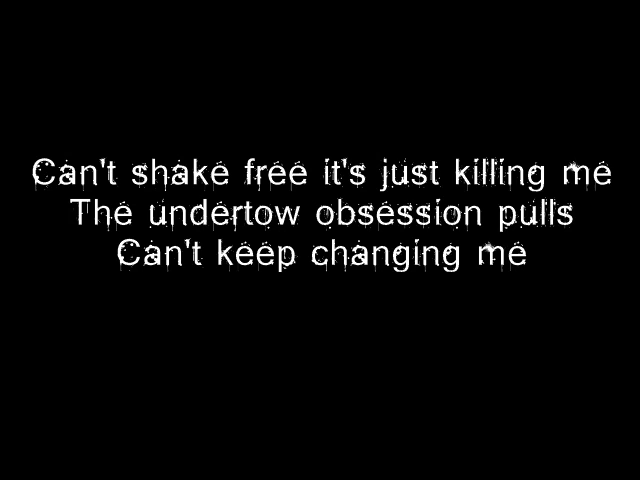 Can't shake free it's just killing me
The undertow obsession pulls
Can't keep changing me